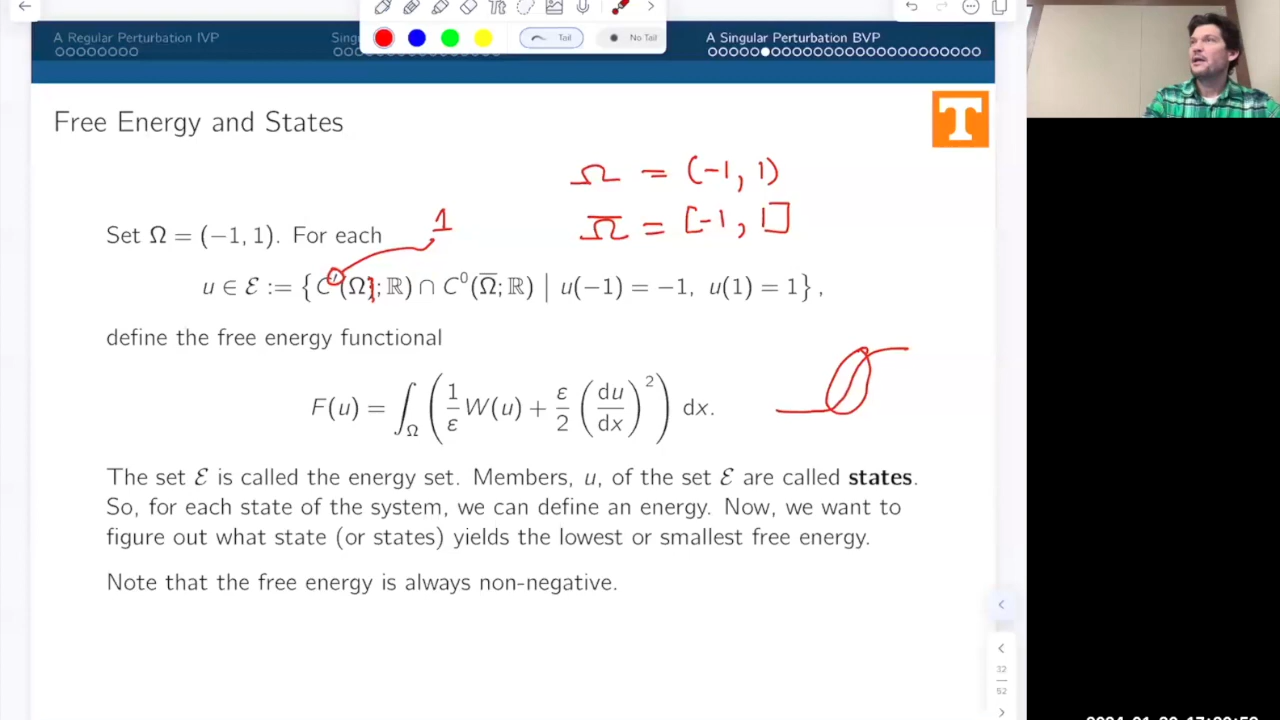 Tail
No Tail
A Regular Perturbation IVP
A Singular Perturbation BVP
Free Energy and States
T
Ω = (-1, 1)
Ω̅ = [-1, 1]
1
Set Ω = (−1, 1). For each
u ∈ ℰ := { C¹(Ω); ℝ) ∩ C⁰(Ω̅; ℝ) | u(−1) = −1, u(1) = 1 } ,
define the free energy functional
F(u) = ∫_Ω ( 1/ε W(u) + ε/2 ( du/dx )² ) dx.
The set ℰ is called the energy set. Members, u, of the set ℰ are called states.
So, for each state of the system, we can define an energy. Now, we want to
figure out what state (or states) yields the lowest or smallest free energy.
Note that the free energy is always non-negative.
32
52